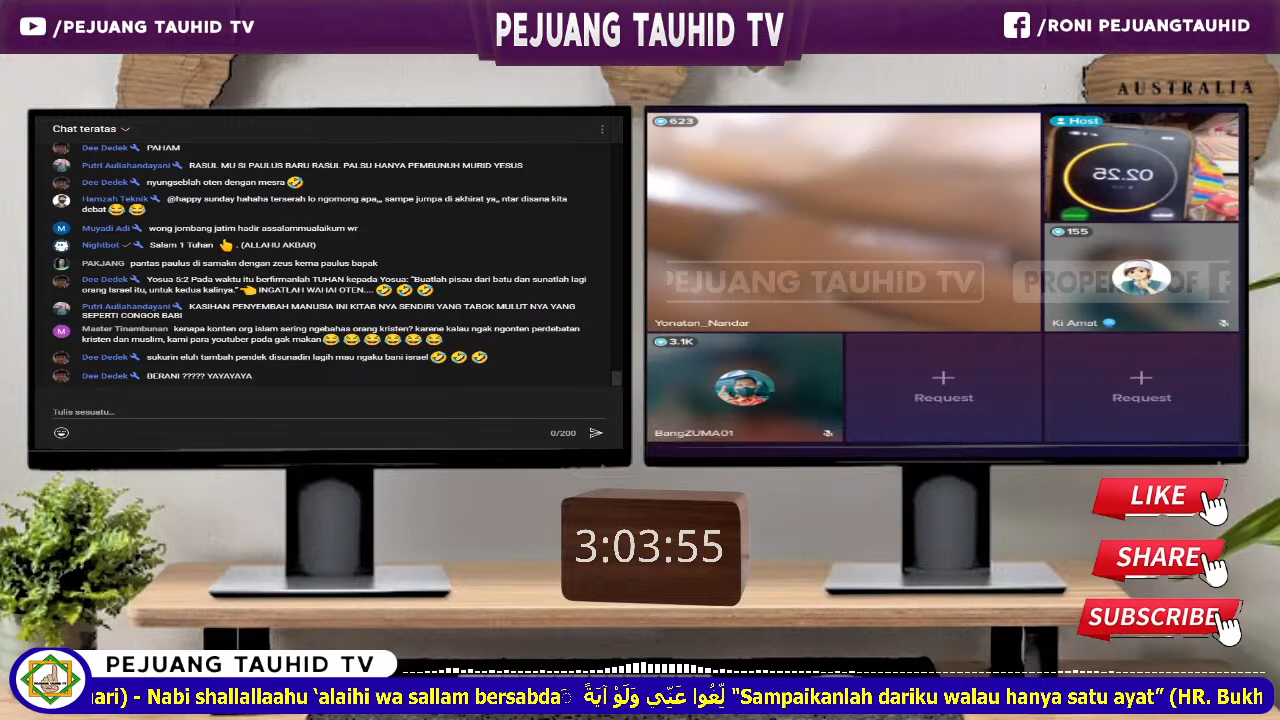 /PEJUANG TAUHID TV
PEJUANG TAUHID TV
/RONI PEJUANGTAUHID
AUSTRALIA
Chat teratas
Dee Dedek PAHAM
Putri Auliahandayani RASUL MU SI PAULUS BARU RASUL PALSU HANYA PEMBUNUH MURID YESUS
Dee Dedek nyungseblah oten dengan mesra 🤣
Hamzah Teknik @happy sunday hahaha terserah lo ngomong apa,,, sampe jumpa di akhirat ya,, ntar disana kita
debat 😂 😂
Muyadi Adi wong jombang jatim hadir assalammualaikum wr
Nightbot Salam 1 Tuhan 👆 . (ALLAHU AKBAR)
PAKJANG pantas paulus di samakn dengan zeus kerna paulus bapak
Dee Dedek Yosua 5:2 Pada waktu itu berfirmanlah TUHAN kepada Yosua: "Buatlah pisau dari batu dan sunatlah lagi
orang Israel itu, untuk kedua kalinya." 👈 INGATLAH WAHAI OTEN.... 🤣 🤣 🤣
Putri Auliahandayani KASIHAN PENYEMBAH MANUSIA INI KITAB NYA SENDIRI YANG TABOK MULUT NYA YANG
SEPERTI CONGOR BABI
M Master Tinambunan kenapa konten org islam sering ngebahas orang kristen? karene kalau ngak ngonten perdebatan
kristen dan muslim, kami para youtuber pada gak makan 😂 😂 😂 😂 😂 😂
Dee Dedek sukurin eluh tambah pendek disunadin lagih mau ngaku bani israel 🤣 🤣 🤣
Dee Dedek BERANI ????? YAYAYAYA
Tulis sesuatu...
0/200
623
Host
02.25
155
PEJUANG TAUHID TV
PROPERTY OF
Yonatan_Nandar
Ki Amat
3.1K
BangZUMA01
Request
Request
3:03:55
LIKE
SHARE
SUBSCRIBE
PEJUANG TAUHID TV
ari) - Nabi shallallaahu 'alaihi wa sallam bersabda لِّغُوا عَنِّي وَلَوْ آيَةً "Sampaikanlah dariku walau hanya satu ayat" (HR. Bukh